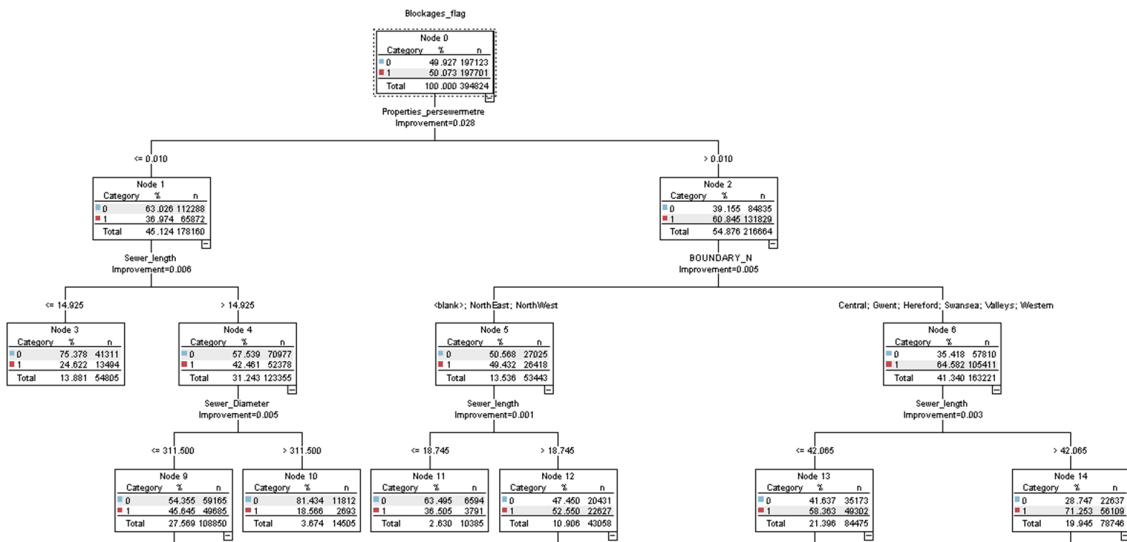 Blockages_flag
Node 0
Category % n
0 49.927 197123
1 50.073 197701
Total 100.000 394824
Properties_persewermetre
Improvement=0.028
<= 0.010
> 0.010
Node 1
Category % n
0 63.026 112288
1 36.974 65872
Total 45.124 178160
Node 2
Category % n
0 39.155 84835
1 60.845 131829
Total 54.876 216664
Sewer_length
Improvement=0.006
BOUNDARY_N
Improvement=0.005
<= 14.925
> 14.925
<blank>; NorthEast; NorthWest
Central; Gwent; Hereford; Swansea; Valleys; Western
Node 3
Category % n
0 75.378 41311
1 24.622 13494
Total 13.881 54805
Node 4
Category % n
0 57.539 70977
1 42.461 52378
Total 31.243 123355
Node 5
Category % n
0 50.568 27025
1 49.432 26418
Total 13.536 53443
Node 6
Category % n
0 35.418 57810
1 64.582 105411
Total 41.340 163221
Sewer_Diameter
Improvement=0.005
Sewer_length
Improvement=0.001
Sewer_length
Improvement=0.003
<= 311.500
> 311.500
<= 18.745
> 18.745
<= 42.065
> 42.065
Node 9
Category % n
0 54.355 59165
1 45.645 49685
Total 27.569 108850
Node 10
Category % n
0 81.434 11812
1 18.566 2693
Total 3.674 14505
Node 11
Category % n
0 63.495 6594
1 36.505 3791
Total 2.630 10385
Node 12
Category % n
0 47.450 20431
1 52.550 22627
Total 10.906 43058
Node 13
Category % n
0 41.637 35173
1 58.363 49302
Total 21.396 84475
Node 14
Category % n
0 28.747 22637
1 71.253 56109
Total 19.945 78746